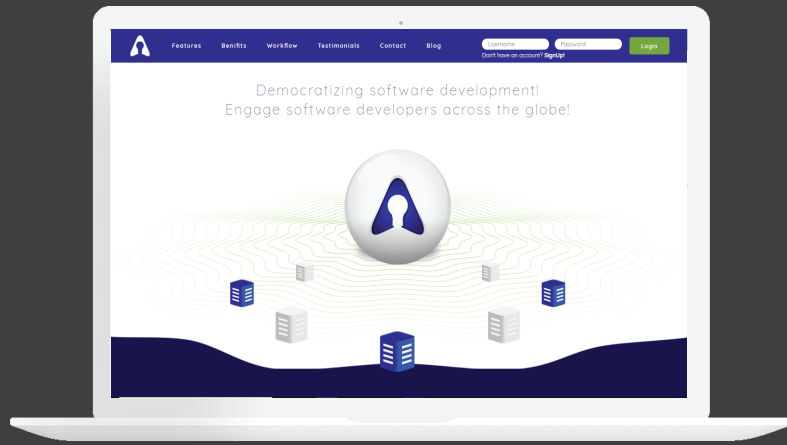 Features Benifits Workflow Testimonials Contact Blog Username Password Login
Don't have an account? SignUp!
Democratizing software development!
Engage software developers across the globe!